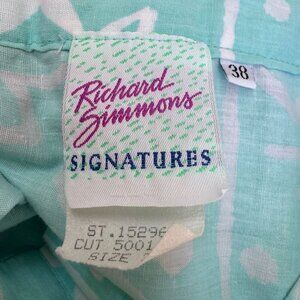 Richard
Simmons
SIGNATURES
38
ST. 15296
CUT 5001
SIZE